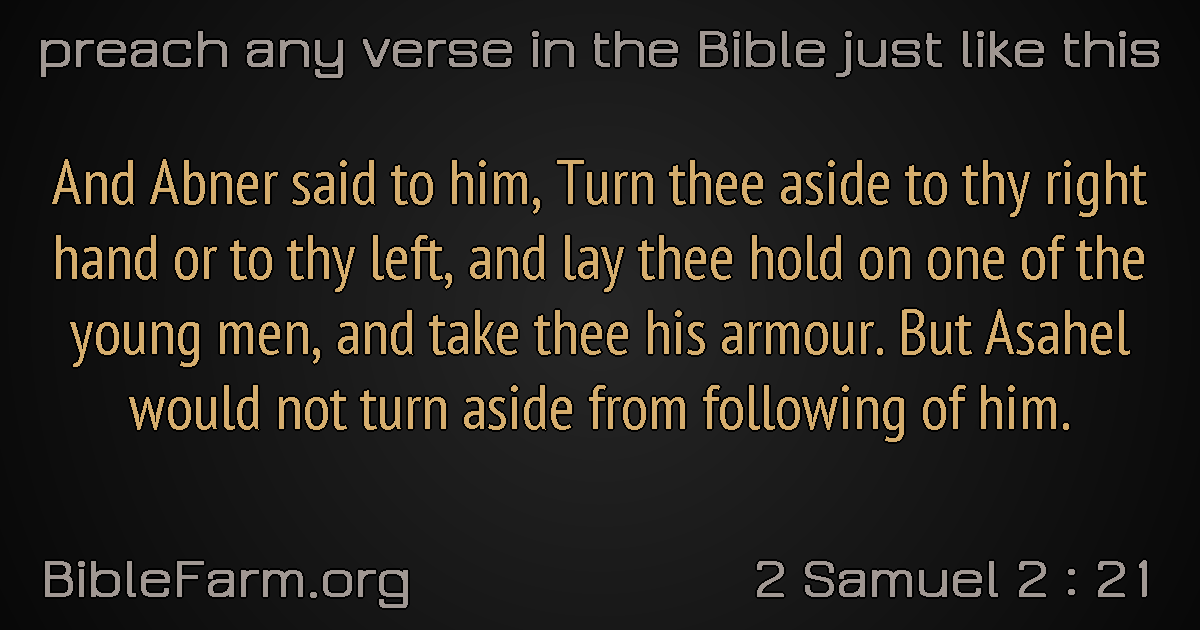 preach any verse in the Bible just like this
And Abner said to him, Turn thee aside to thy right
hand or to thy left, and lay thee hold on one of the
young men, and take thee his armour. But Asahel
would not turn aside from following of him.
BibleFarm.org
2 Samuel 2 : 21